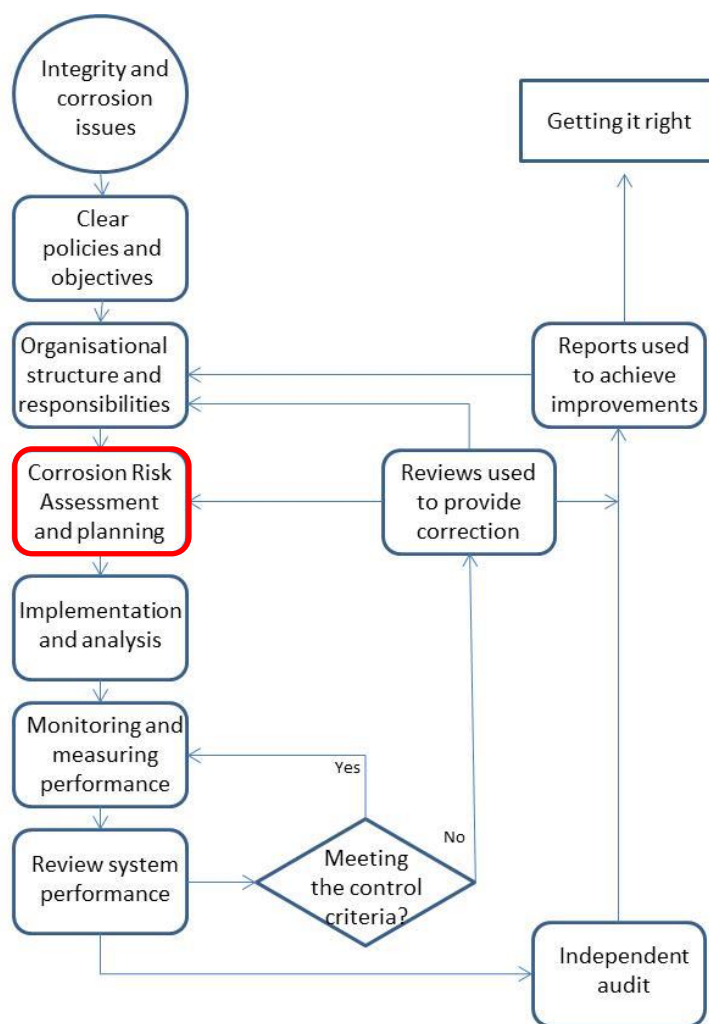 Integrity and
corrosion
issues
Getting it right
Clear
policies and
objectives
Organisational
structure and
responsibilities
Reports used
to achieve
improvements
Corrosion Risk
Assessment
and planning
Reviews used
to provide
correction
Implementation
and analysis
Monitoring and
measuring
performance
Yes
No
Review system
performance
Meeting
the control
criteria?
Independent
audit